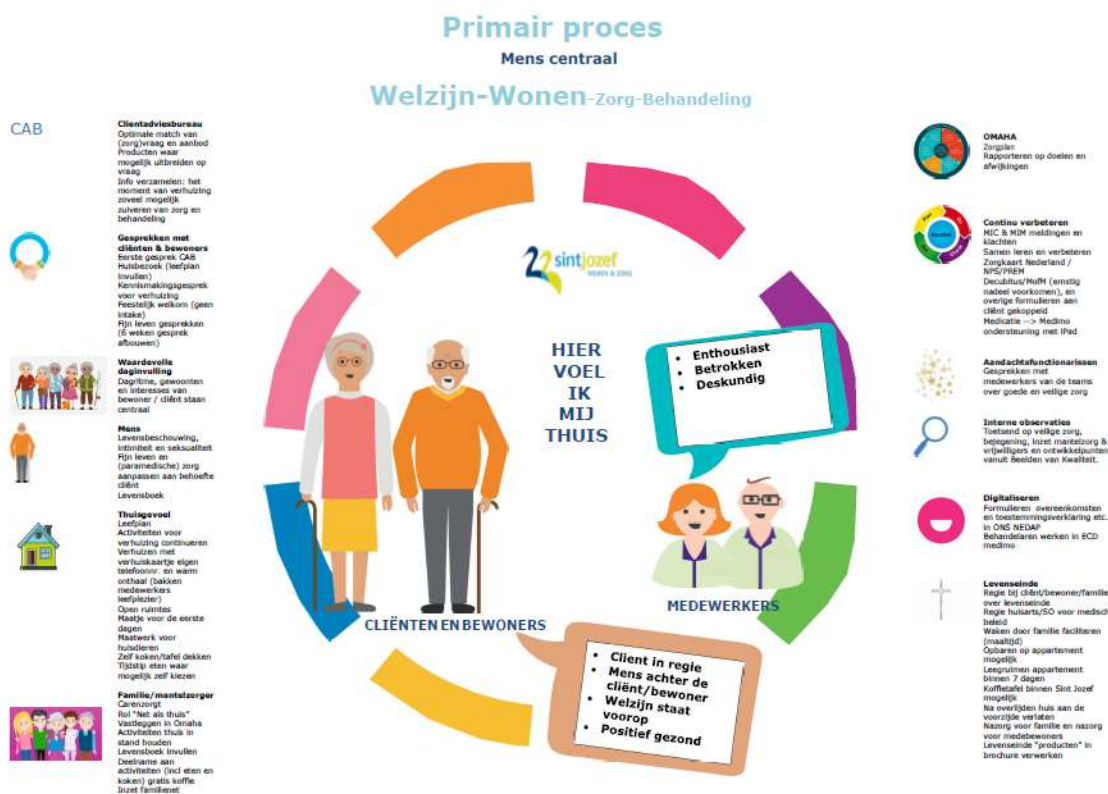 Primair proces
Mens centraal
Welzijn-Wonen-Zorg-Behandeling
CAB
Clientadviesbureau
Optimale match van
(zorg)vraag en aanbod
Producten waar
mogelijk uitbreiden op
vraag
Info verzamelen: het
moment van verhuizing
zoveel mogelijk
zuiveren van zorg en
behandeling
Gesprekken met
cliënten & bewoners
Eerste gesprek CAB
Huisbezoek (leefplan
invullen)
Kennismakingsgesprek
voor verhuizing
Feestelijk welkom (geen
intake)
Fijn leven gesprekken
(6 weken gesprek
afbouwen)
Waardevolle
daginvulling
Dagritme, gewoonten
en interesses van
bewoner / cliënt staan
centraal
Mens
Levensbeschouwing,
intimiteit en seksualiteit
Fijn leven en
(paramedische) zorg
aanpassen aan behoefte
cliënt
Levensboek
Thuisgevoel
Leefplan
Activiteiten voor
verhuizing continueren
Verhuizen met
verhuiskaartje eigen
telefoonnr. en warm
onthaal (bakken
medewerkers
leefplezier)
Open ruimtes
Maatje voor de eerste
dagen
Maatwerk voor
huisdieren
Zelf koken/tafel dekken
Tijdstip eten waar
mogelijk zelf kiezen
Familie/mantelzorger
Carenzorgt
Rol "Net als thuis"
Vastleggen in Omaha
Activiteiten thuis in
stand houden
Levensboek invullen
Deelname aan
activiteiten (incl eten en
koken) gratis koffie
Inzet familienet
sintjozef
WONEN & ZORG
HIER
VOEL
IK
MIJ
THUIS
• Enthousiast
• Betrokken
• Deskundig
MEDEWERKERS
CLIËNTEN EN BEWONERS
• Client in regie
• Mens achter de
cliënt/bewoner
• Welzijn staat
voorop
• Positief gezond
OMAHA
Zorgplan
Rapporteren op doelen en
afwijkingen
Continu verbeteren
MIC & MIM meldingen en
klachten
Samen leren en verbeteren
Zorgkaart Nederland /
NPS/PREM
Decubitus/MofM (ernstig
nadeel voorkomen), en
overige formulieren aan
cliënt gekoppeld
Medicatie --> Medimo
ondersteuning met iPad
Aandachtsfunctionarissen
Gesprekken met
medewerkers van de teams
over goede en veilige zorg
Interne observaties
Toetsend op veilige zorg,
bejegening, inzet mantelzorg &
vrijwilligers en ontwikkelpunten
vanuit Beelden van Kwaliteit.
Digitaliseren
Formulieren overeenkomsten
en toestemmingsverklaring etc.
in ONS NEDAP
Behandelaren werken in ECD
medimo
Levenseinde
Regie bij cliënt/bewoner/familie
over levenseinde
Regie huisarts/SO voor medisch
beleid
Waken door familie faciliteren
(maaltijd)
Opbaren op appartement
mogelijk
Leegruimen appartement
binnen 7 dagen
Koffietafel binnen Sint Jozef
mogelijk
Na overlijden huis aan de
voorzijde verlaten
Nazorg voor familie en nazorg
voor medebewoners
Levenseinde "producten" in
brochure verwerken